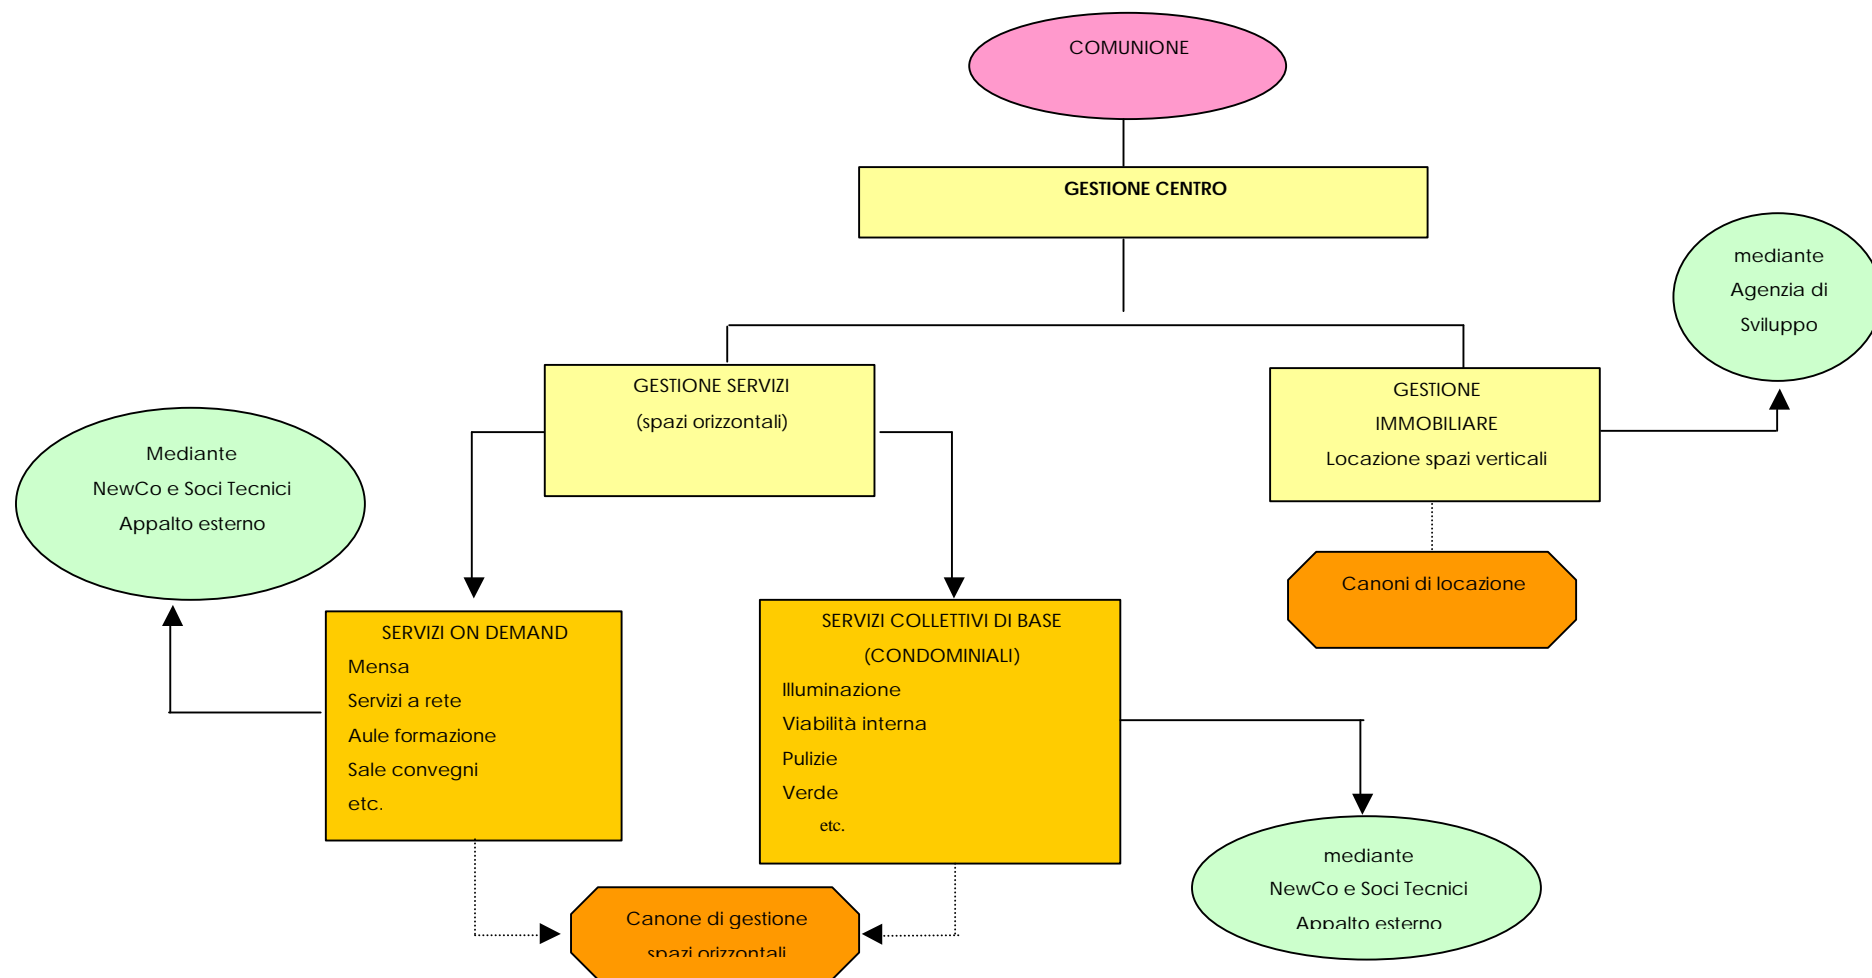 COMUNIONE
GESTIONE CENTRO
mediante
Agenzia di
Sviluppo
GESTIONE SERVIZI
(spazi orizzontali)
GESTIONE
IMMOBILIARE
Locazione spazi verticali
Mediante
NewCo e Soci Tecnici
Appalto esterno
Canoni di locazione
SERVIZI ON DEMAND
Mensa
Servizi a rete
Aule formazione
Sale convegni
etc.
SERVIZI COLLETTIVI DI BASE
(CONDOMINIALI)
Illuminazione
Viabilità interna
Pulizie
Verde
etc.
mediante
NewCo e Soci Tecnici
Appalto esterno
Canone di gestione
spazi orizzontali